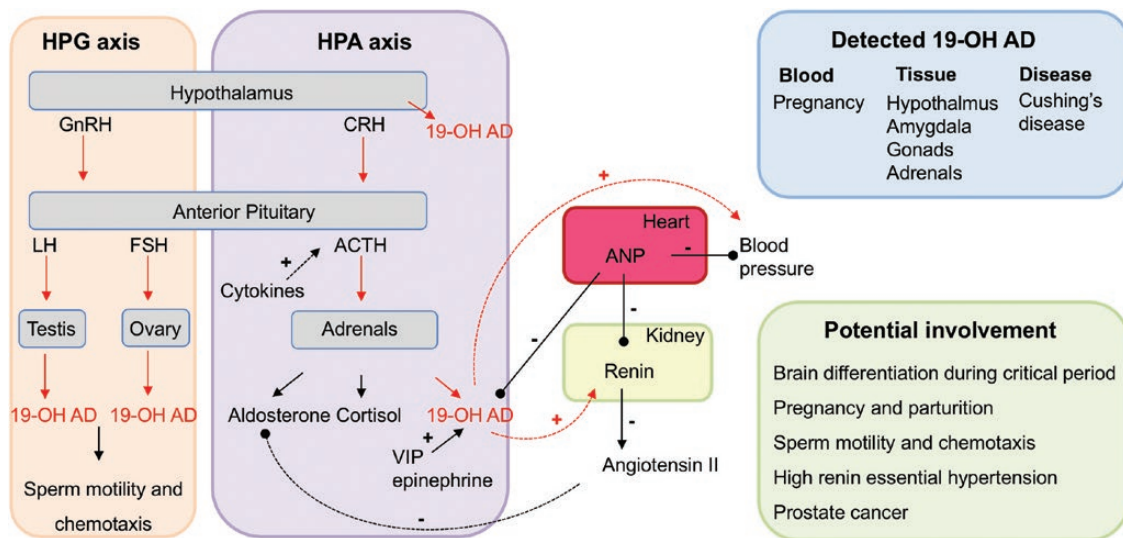 HPG axis
HPA axis
Hypothalamus
GnRH
CRH
19-OH AD
Anterior Pituitary
LH
FSH
ACTH
+
Cytokines
Testis
Ovary
Adrenals
19-OH AD
19-OH AD
Aldosterone
Cortisol
19-OH AD
+
VIP
epinephrine
Sperm motility and
chemotaxis
+
Heart
ANP
-
Blood
pressure
-
-
Kidney
Renin
+
-
Angiotensin II
-
Detected 19-OH AD
Blood
Tissue
Disease
Pregnancy
Hypothalmus
Amygdala
Gonads
Adrenals
Cushing's
disease
Potential involvement
Brain differentiation during critical period
Pregnancy and parturition
Sperm motility and chemotaxis
High renin essential hypertension
Prostate cancer